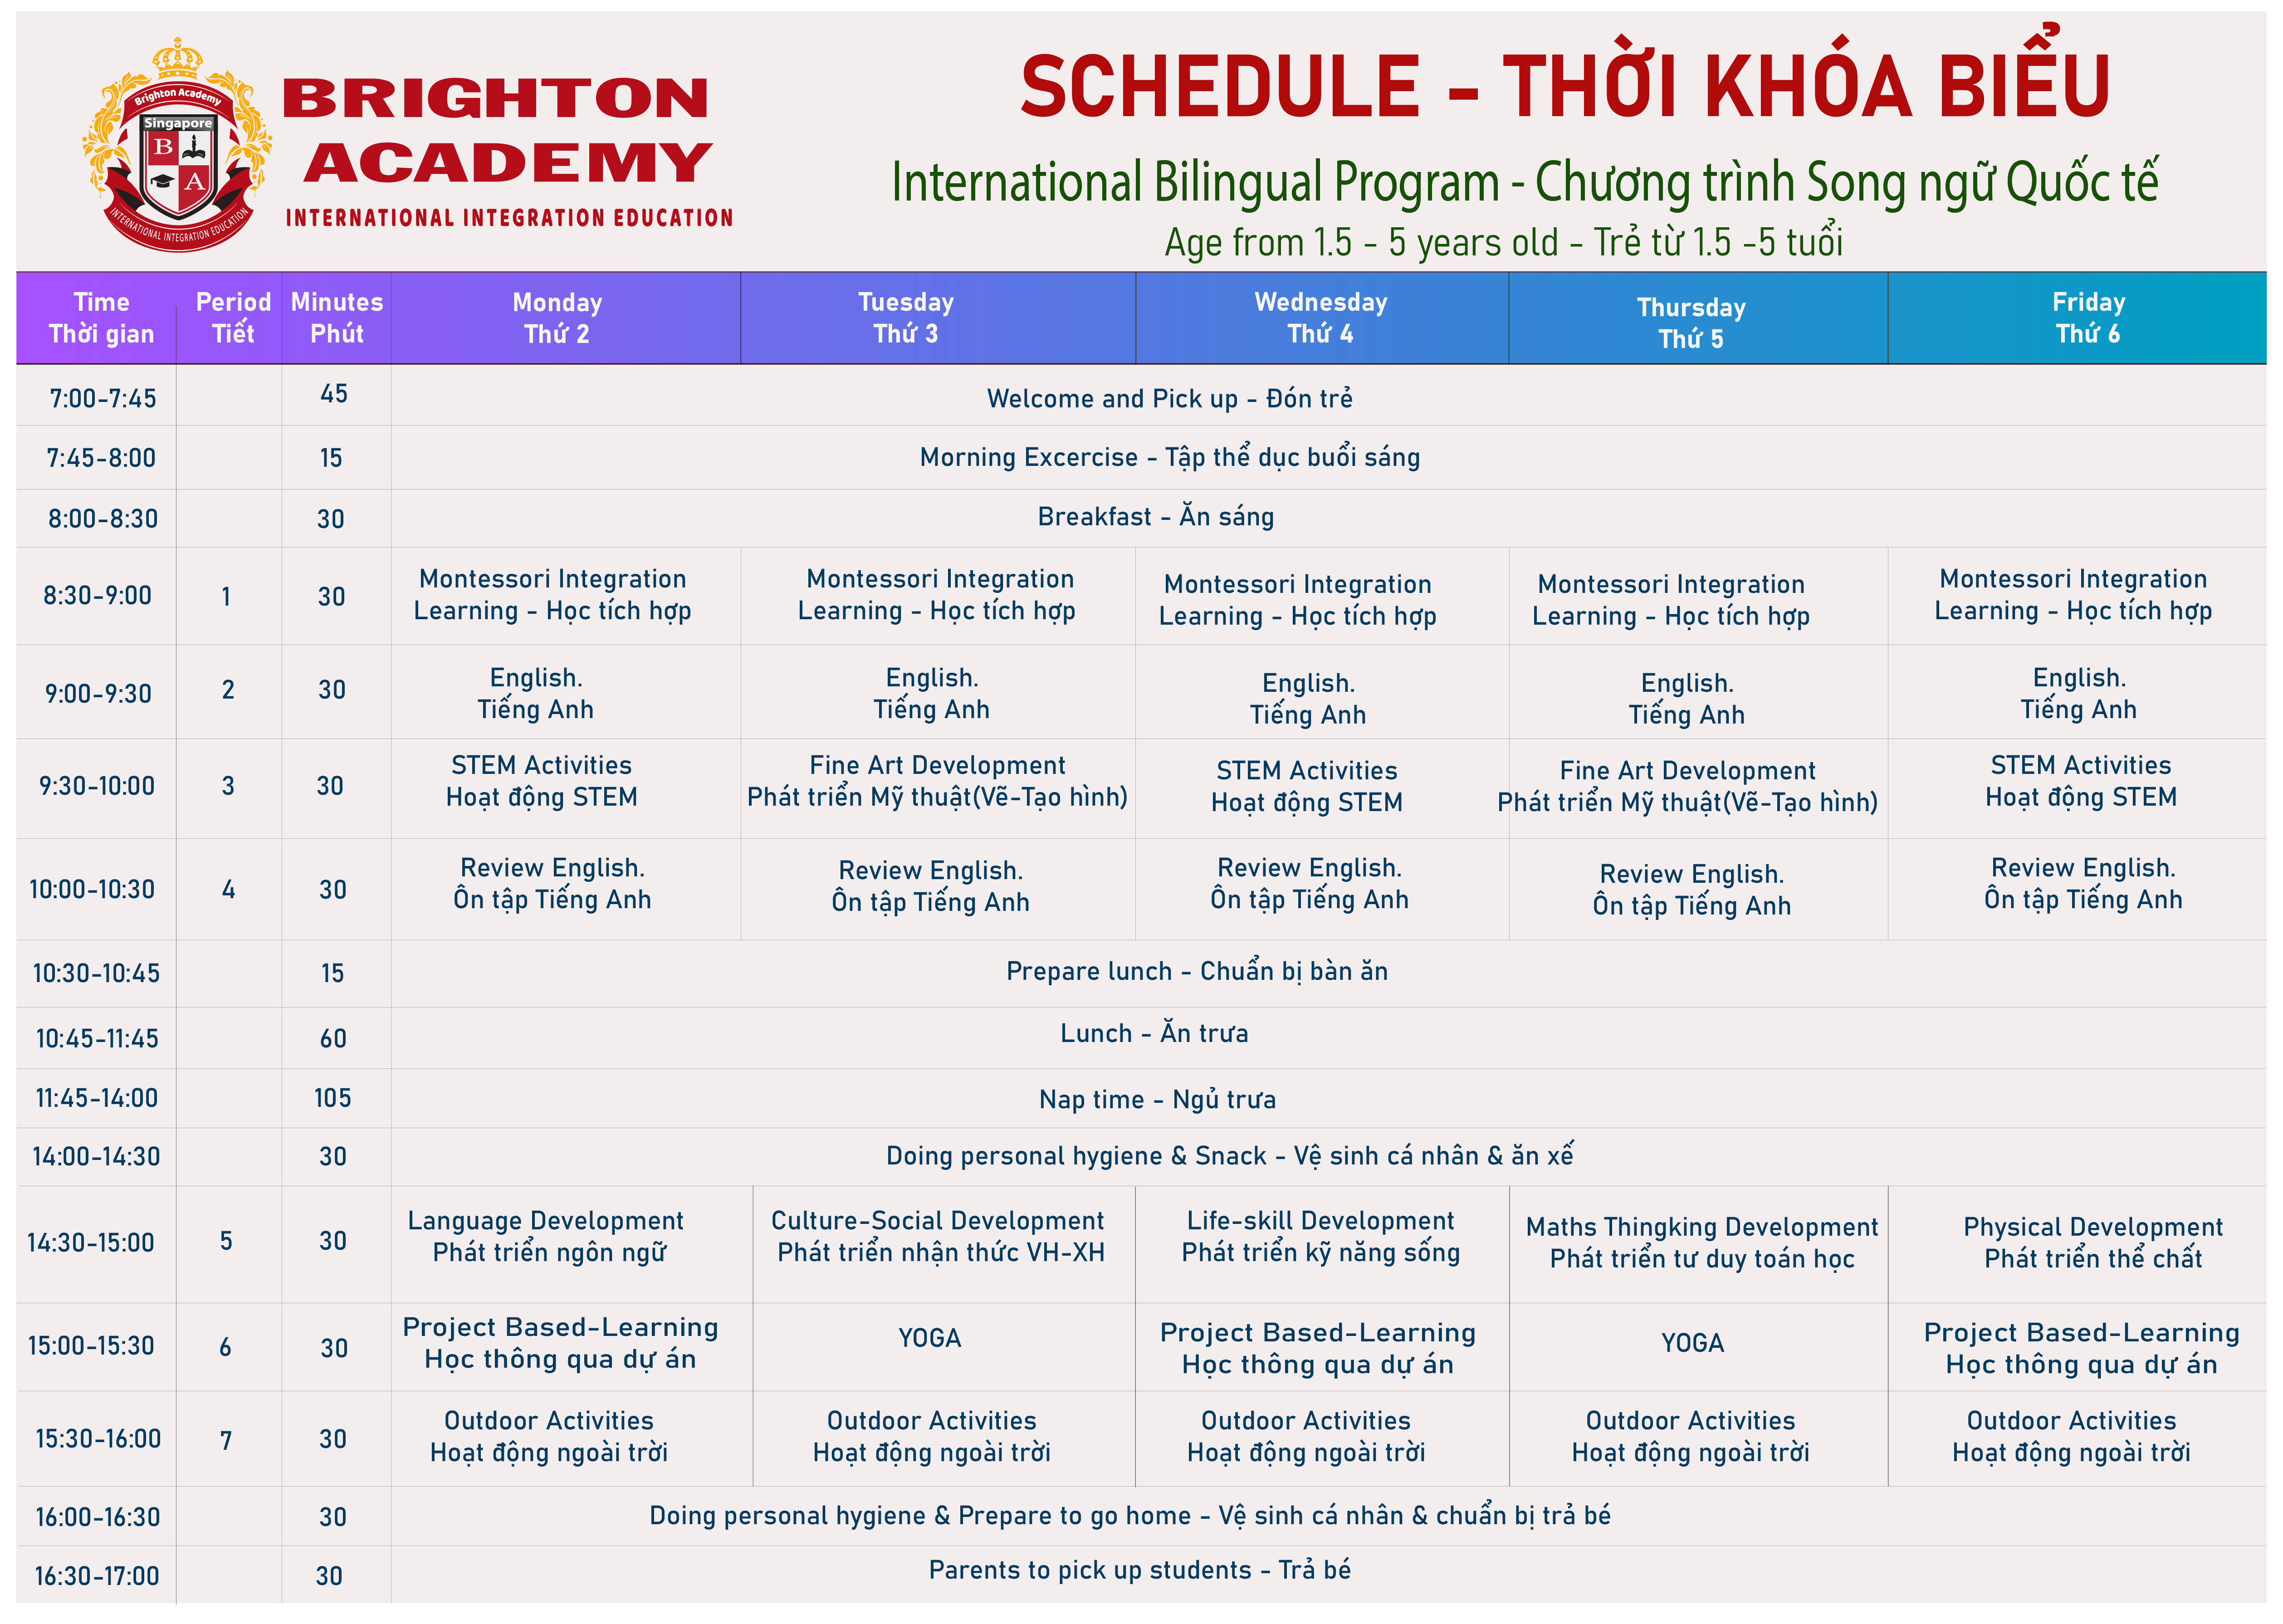 Brighton Academy
Singapore
B
A
INTERNATIONAL INTEGRATION EDUCATION
BRIGHTON
ACADEMY
INTERNATIONAL INTEGRATION EDUCATION
SCHEDULE - THỜI KHÓA BIỂU
International Bilingual Program - Chương trình Song ngữ Quốc tế
Age from 1.5 - 5 years old - Trẻ từ 1.5 -5 tuổi
Time Period Minutes Monday Tuesday Wednesday Thursday Friday
Thời gian Tiết Phút Thứ 2 Thứ 3 Thứ 4 Thứ 5 Thứ 6
7:00-7:45 45 Welcome and Pick up - Đón trẻ
7:45-8:00 15 Morning Excercise - Tập thể dục buổi sáng
8:00-8:30 30 Breakfast - Ăn sáng
8:30-9:00 1 30 Montessori Integration Montessori Integration Montessori Integration Montessori Integration Montessori Integration
Learning - Học tích hợp Learning - Học tích hợp Learning - Học tích hợp Learning - Học tích hợp Learning - Học tích hợp
9:00-9:30 2 30 English. English. English. English. English.
Tiếng Anh Tiếng Anh Tiếng Anh Tiếng Anh Tiếng Anh
9:30-10:00 3 30 STEM Activities Fine Art Development STEM Activities Fine Art Development STEM Activities
Hoạt động STEM Phát triển Mỹ thuật(Vẽ-Tạo hình) Hoạt động STEM Phát triển Mỹ thuật(Vẽ-Tạo hình) Hoạt động STEM
10:00-10:30 4 30 Review English. Review English. Review English. Review English. Review English.
Ôn tập Tiếng Anh Ôn tập Tiếng Anh Ôn tập Tiếng Anh Ôn tập Tiếng Anh Ôn tập Tiếng Anh
10:30-10:45 15 Prepare lunch - Chuẩn bị bàn ăn
10:45-11:45 60 Lunch - Ăn trưa
11:45-14:00 105 Nap time - Ngủ trưa
14:00-14:30 30 Doing personal hygiene & Snack - Vệ sinh cá nhân & ăn xế
14:30-15:00 5 30 Language Development Culture-Social Development Life-skill Development Maths Thingking Development Physical Development
Phát triển ngôn ngữ Phát triển nhận thức VH-XH Phát triển kỹ năng sống Phát triển tư duy toán học Phát triển thể chất
15:00-15:30 6 30 Project Based-Learning YOGA Project Based-Learning YOGA Project Based-Learning
Học thông qua dự án Học thông qua dự án Học thông qua dự án
15:30-16:00 7 30 Outdoor Activities Outdoor Activities Outdoor Activities Outdoor Activities Outdoor Activities
Hoạt động ngoài trời Hoạt động ngoài trời Hoạt động ngoài trời Hoạt động ngoài trời Hoạt động ngoài trời
16:00-16:30 30 Doing personal hygiene & Prepare to go home - Vệ sinh cá nhân & chuẩn bị trả bé
16:30-17:00 30 Parents to pick up students - Trả bé